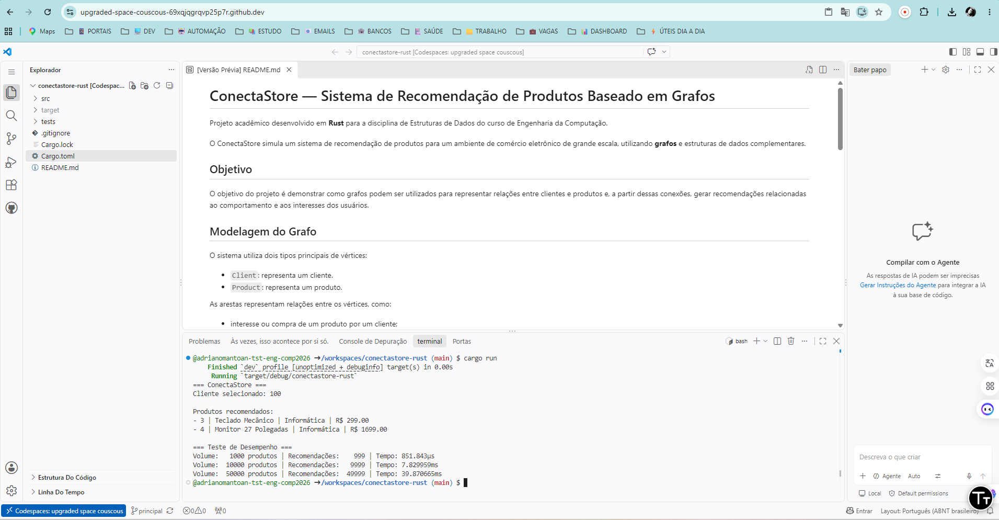 upgraded-space-couscous-69xqjqgrqvp25p7r.github.dev
Maps
PORTAIS
DEV
AUTOMAÇÃO
ESTUDO
EMAILS
BANCOS
SAÚDE
TRABALHO
VAGAS
DASHBOARD
ÚTEIS DIA A DIA
conectastore-rust [Codespaces: upgraded space couscous]
Explorador
conectastore-rust [Codespac...
src
target
tests
.gitignore
Cargo.lock
Cargo.toml
README.md
Estrutura Do Código
Linha Do Tempo
[Versão Prévia] README.md
ConectaStore — Sistema de Recomendação de Produtos Baseado em Grafos
Projeto acadêmico desenvolvido em Rust para a disciplina de Estruturas de Dados do curso de Engenharia da Computação.
O ConectaStore simula um sistema de recomendação de produtos para um ambiente de comércio eletrônico de grande escala, utilizando grafos e estruturas de dados complementares.
Objetivo
O objetivo do projeto é demonstrar como grafos podem ser utilizados para representar relações entre clientes e produtos e, a partir dessas conexões, gerar recomendações relacionadas
ao comportamento e aos interesses dos usuários.
Modelagem do Grafo
O sistema utiliza dois tipos principais de vértices:
• Client: representa um cliente.
• Product: representa um produto.
As arestas representam relações entre os vértices, como:
• interesse ou compra de um produto por um cliente;
Problemas
Às vezes, isso acontece por si só.
Console de Depuração
terminal
Portas
bash
@adrianomantoan-tst-eng-comp2026 →/workspaces/conectastore-rust (main) $ cargo run
Finished `dev` profile [unoptimized + debuginfo] target(s) in 0.00s
Running `target/debug/conectastore-rust`
=== ConectaStore ===
Cliente selecionado: 100
Produtos recomendados:
- 3 | Teclado Mecânico | Informática | R$ 299.00
- 4 | Monitor 27 Polegadas | Informática | R$ 1699.00
=== Teste de Desempenho ===
Volume: 1000 produtos | Recomendações: 999 | Tempo: 851.843µs
Volume: 10000 produtos | Recomendações: 9999 | Tempo: 7.829959ms
Volume: 50000 produtos | Recomendações: 49999 | Tempo: 39.870665ms
@adrianomantoan-tst-eng-comp2026 →/workspaces/conectastore-rust (main) $
Bater papo
Compilar com o Agente
As respostas de IA podem ser imprecisas
Gerar Instruções do Agente para integrar a IA
à sua base de código.
Descreva o que criar
Agente
Auto
Local
Default permissions
Tт
Codespaces: upgraded space couscous
principal
0
0
0
Entrar
Layout: Português (ABNT brasileiro)